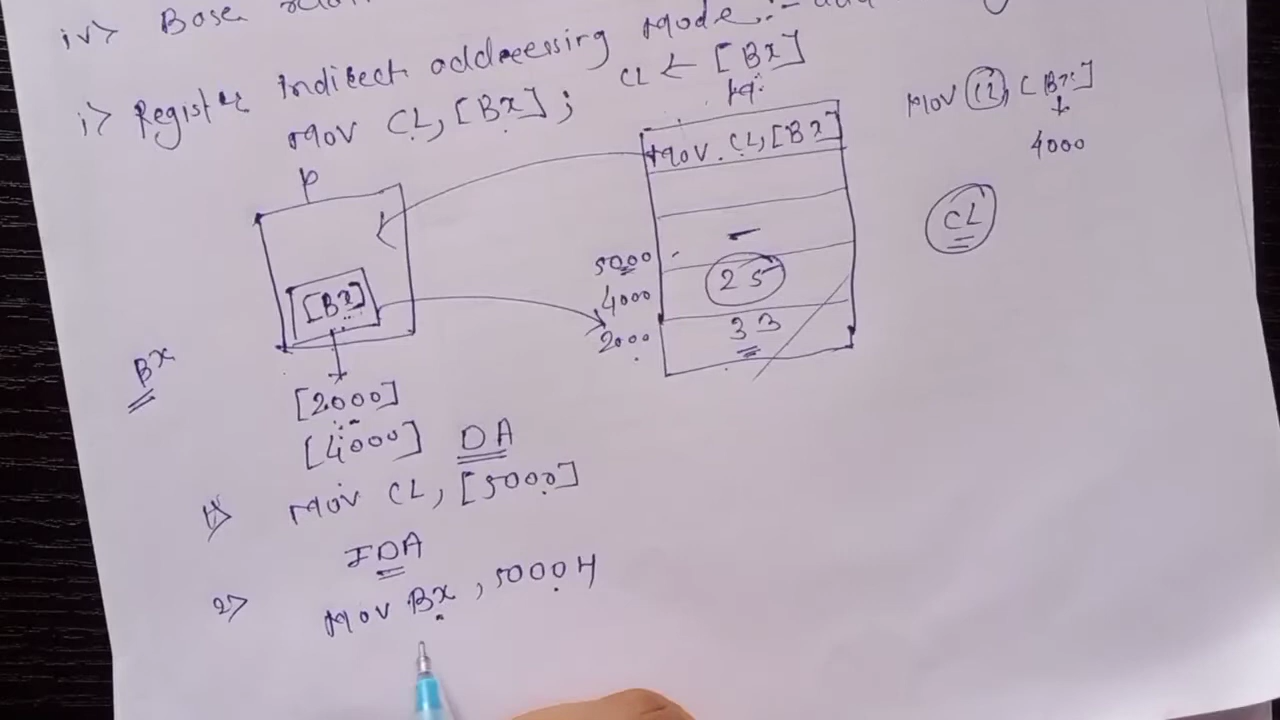 iv> Base
i> Register Indirect addressing Mode :-
Mov CL, [Bx] ; CL ← [Bx]
Mov CL, [Bx]
4000
P
Mov CL, [Bx]
CL
[Bx]
5000
4000 25
2000 33
Bx
[2000]
[4000] DA
1> Mov CL, [5000]
IDA
2> Mov Bx, 5000H